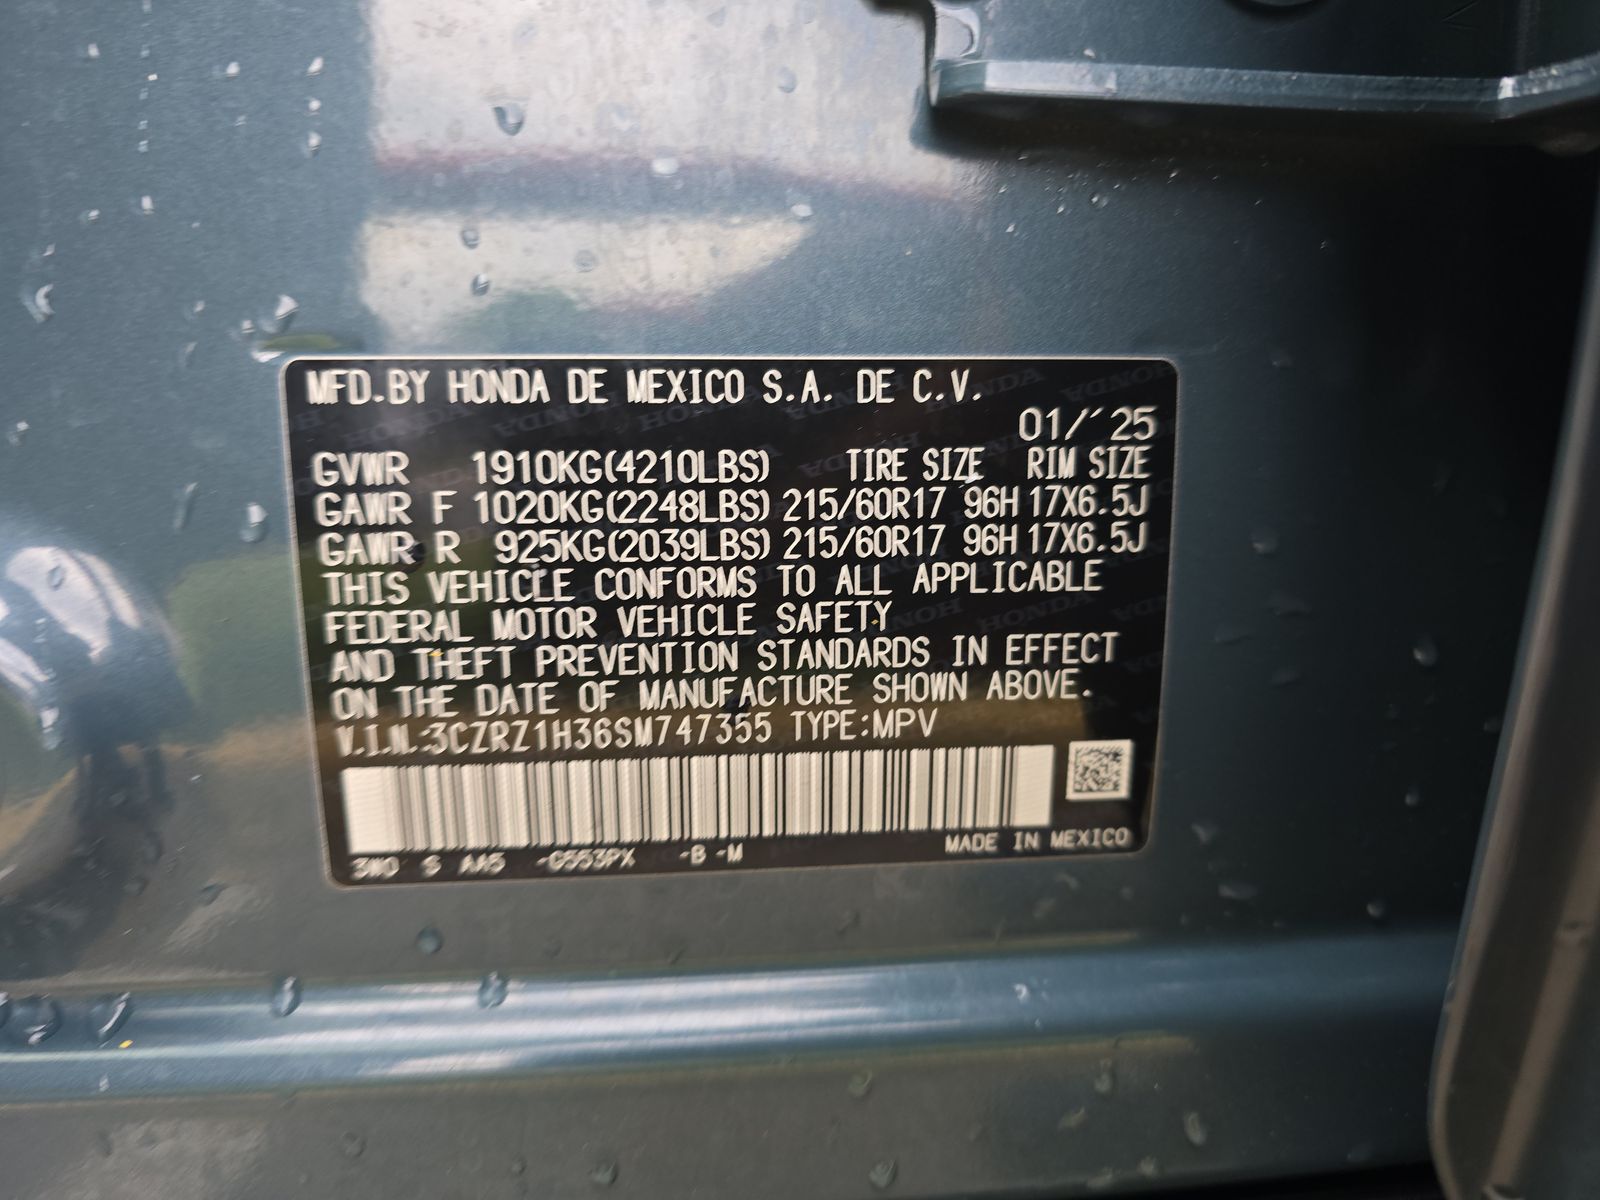 MFD.BY HONDA DE MEXICO S.A. DE C.V.
01/´25
GVWR 1910KG(4210LBS) TIRE SIZE RIM SIZE
GAWR F 1020KG(2248LBS) 215/60R17 96H 17X6.5J
GAWR R 925KG(2039LBS) 215/60R17 96H 17X6.5J
THIS VEHICLE CONFORMS TO ALL APPLICABLE
FEDERAL MOTOR VEHICLE SAFETY
AND THEFT PREVENTION STANDARDS IN EFFECT
ON THE DATE OF MANUFACTURE SHOWN ABOVE.
V.I.N.:3CZRZ1H36SM747355 TYPE:MPV
MADE IN MEXICO
3W0 S AA5 -G553PX -B -M